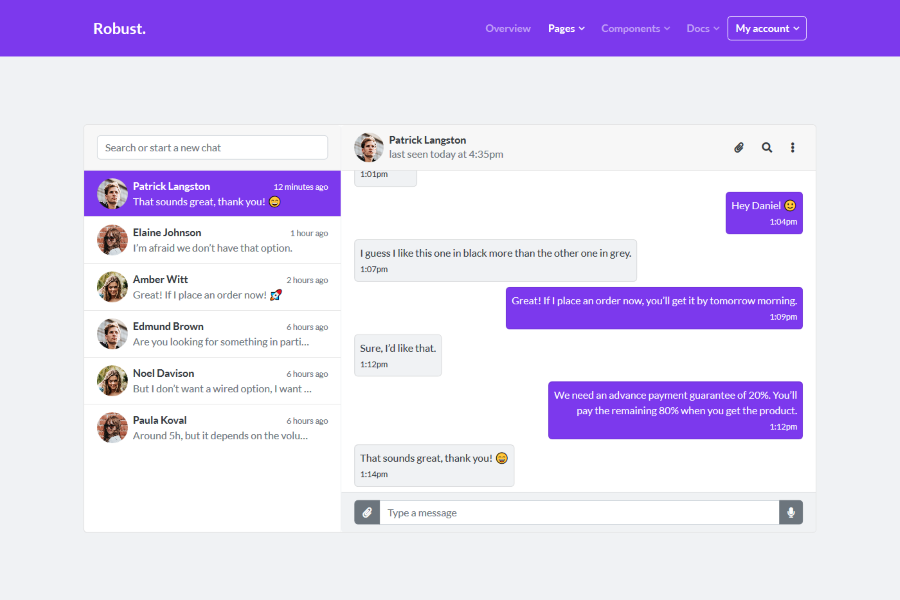 Robust.
Overview Pages Components Docs My account
Search or start a new chat
Patrick Langston 12 minutes ago
That sounds great, thank you! 😄
Elaine Johnson 1 hour ago
I'm afraid we don't have that option.
Amber Witt 2 hours ago
Great! If I place an order now! 🚀
Edmund Brown 6 hours ago
Are you looking for something in parti...
Noel Davison 6 hours ago
But I don't want a wired option, I want ...
Paula Koval 6 hours ago
Around 5h, but it depends on the volu...
Patrick Langston
last seen today at 4:35pm
1:01pm
Hey Daniel 🙂
1:04pm
I guess I like this one in black more than the other one in grey.
1:07pm
Great! If I place an order now, you'll get it by tomorrow morning.
1:09pm
Sure, I'd like that.
1:12pm
We need an advance payment guarantee of 20%. You'll
pay the remaining 80% when you get the product.
1:12pm
That sounds great, thank you! 😄
1:14pm
Type a message